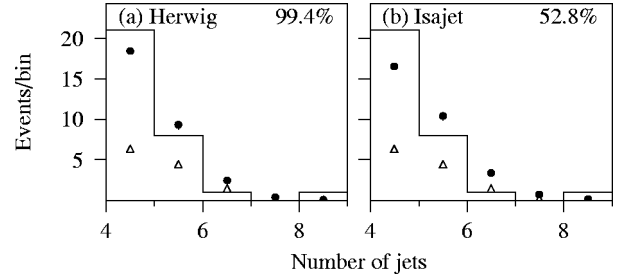 (a) Herwig 99.4%
(b) Isajet 52.8%
Events/bin
20
15
10
5
4 6 8
4 6 8
Number of jets